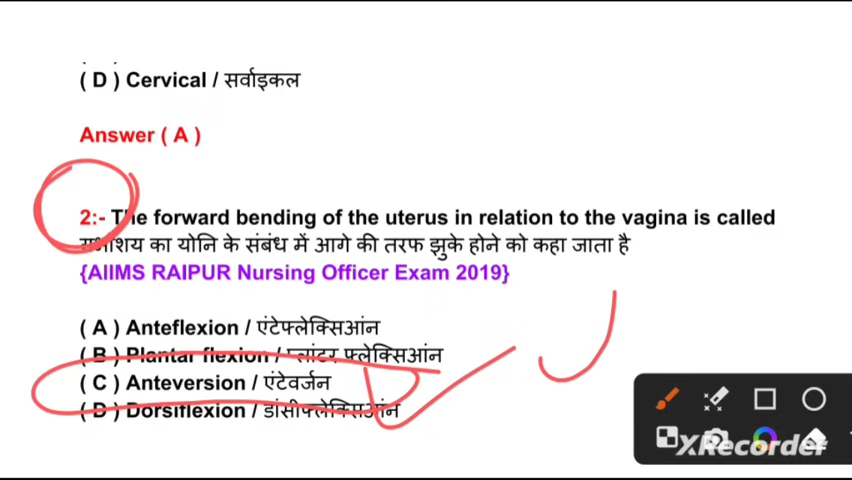 ( D ) Cervical / सर्वाइकल
Answer ( A )
2:- The forward bending of the uterus in relation to the vagina is called
गर्भाशय का योनि के संबंध में आगे की तरफ झुके होने को कहा जाता है
{AIIMS RAIPUR Nursing Officer Exam 2019}
( A ) Anteflexion / एंटेफ्लेक्सिआंन
( B ) Plantar flexion / प्लांटर फ्लेक्सिआंन
( C ) Anteversion / एंटेवर्जन
( D ) Dorsiflexion / डांर्सीफ्लेक्सिआंन
XRecorder